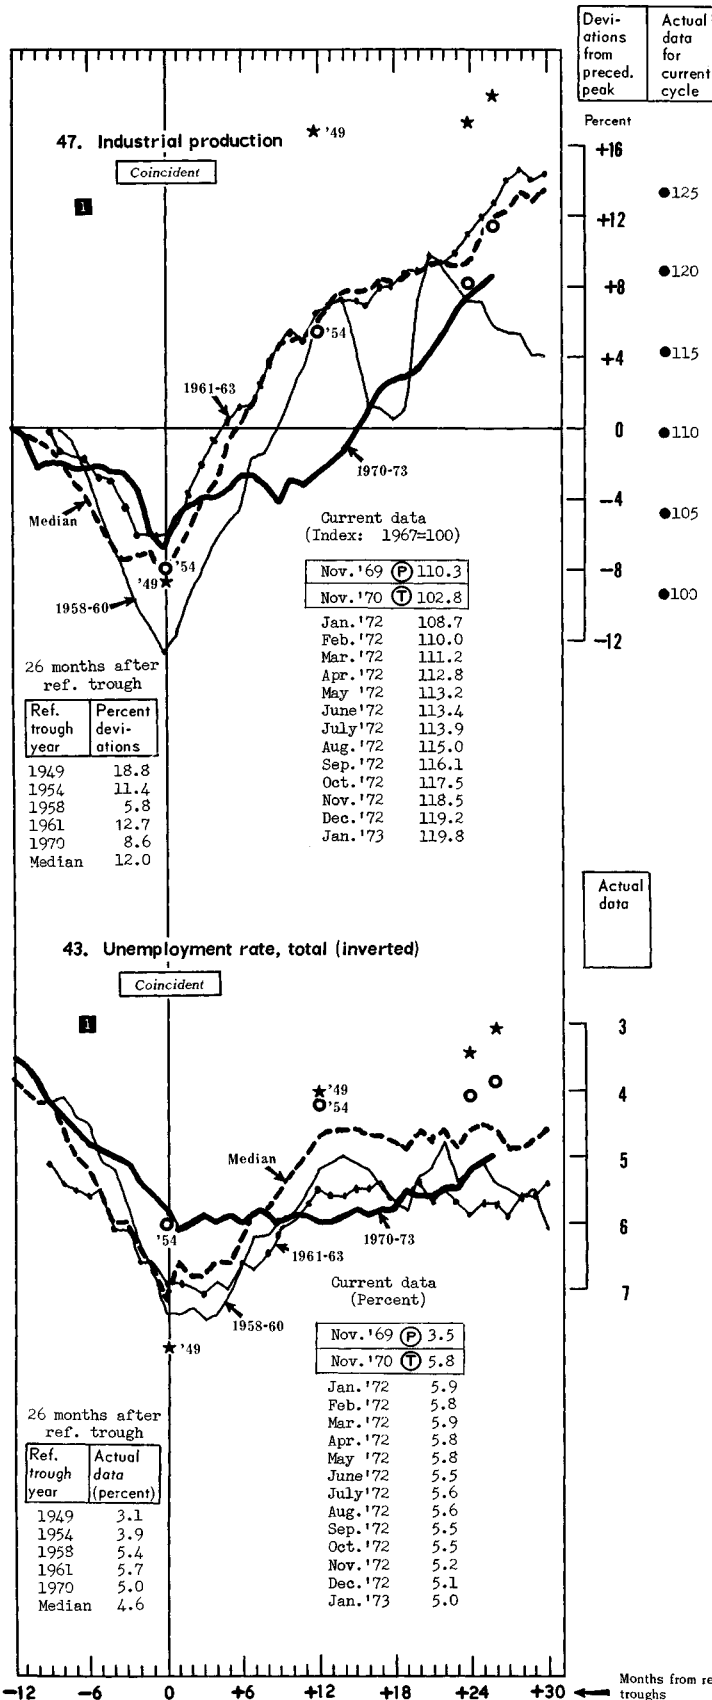 Devi-
ations
from
preced.
peak
Actual
data
for
current
cycle
Percent
47. Industrial production
Coincident
1
★ '49
+16
+12
+8
+4
0
−4
−8
−12
125
120
115
110
105
100
'54
1961-63
1970-73
Median
'54
'49
1958-60
Current data
(Index: 1967=100)
Nov.'69 P 110.3
Nov.'70 T 102.8
Jan.'72 108.7
Feb.'72 110.0
Mar.'72 111.2
Apr.'72 112.8
May '72 113.2
June'72 113.4
July'72 113.9
Aug.'72 115.0
Sep.'72 116.1
Oct.'72 117.5
Nov.'72 118.5
Dec.'72 119.2
Jan.'73 119.8
26 months after
ref. trough
Ref. trough year
Percent devi-ations
1949 18.8
1954 11.4
1958 5.8
1961 12.7
1970 8.6
Median 12.0
Actual
data
43. Unemployment rate, total (inverted)
Coincident
1
3
4
5
6
7
★'49
'54
Median
'54
1970-73
1961-63
1958-60
★ '49
Current data
(Percent)
Nov.'69 P 3.5
Nov.'70 T 5.8
Jan.'72 5.9
Feb.'72 5.8
Mar.'72 5.9
Apr.'72 5.8
May '72 5.8
June'72 5.5
July'72 5.6
Aug.'72 5.6
Sep.'72 5.5
Oct.'72 5.5
Nov.'72 5.2
Dec.'72 5.1
Jan.'73 5.0
26 months after
ref. trough
Ref. trough year
Actual data (percent)
1949 3.1
1954 3.9
1958 5.4
1961 5.7
1970 5.0
Median 4.6
−12 −6 0 +6 +12 +18 +24 +30
Months from re
troughs